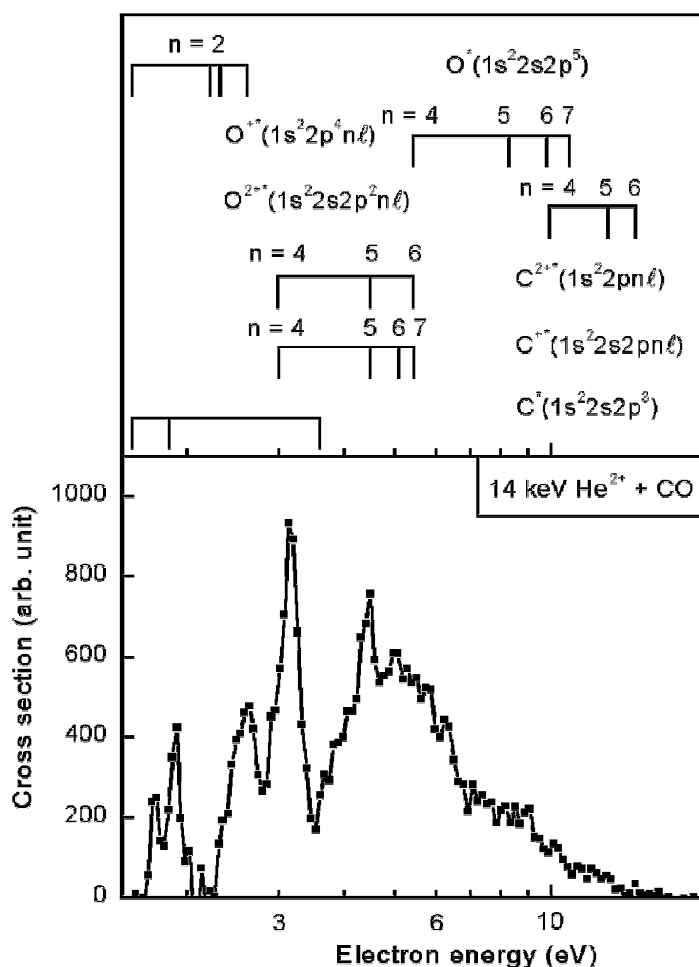 n = 2
O*(1s²2s2p⁵)
O⁺*(1s²2p⁴nℓ)
n = 4 5 6 7
O²⁺*(1s²2s2p²nℓ)
n = 4 5 6
n = 4 5 6
C²⁺*(1s²2pnℓ)
n = 4 5 6 7
C⁺*(1s²2s2pnℓ)
C*(1s²2s2p³)
14 keV He²⁺ + CO
1000
800
600
400
200
0
Cross section (arb. unit)
3 6 10
Electron energy (eV)